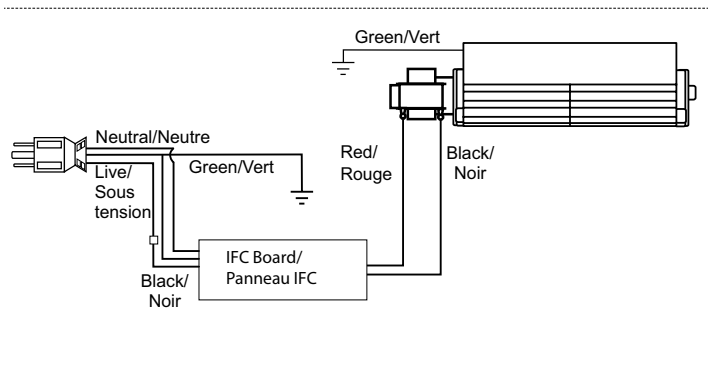 Green/Vert
Neutral/Neutre
Green/Vert
Live/
Sous
tension
Red/
Rouge
Black/
Noir
IFC Board/
Panneau IFC
Black/
Noir